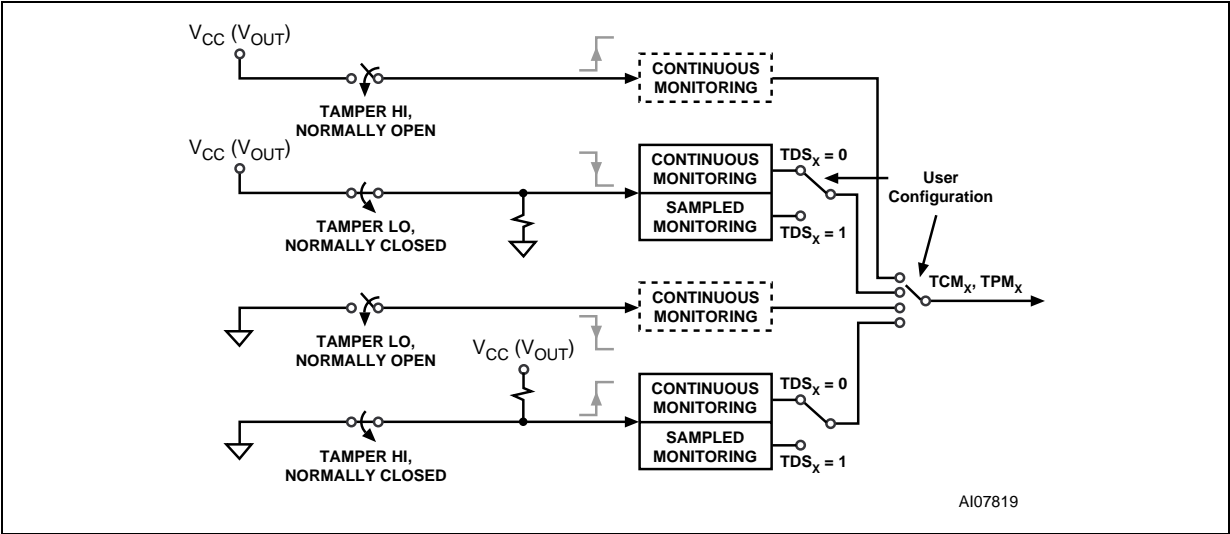 VCC (VOUT)
CONTINUOUS
MONITORING
TAMPER HI,
NORMALLY OPEN
VCC (VOUT)
CONTINUOUS
MONITORING
SAMPLED
MONITORING
TDSX = 0
TDSX = 1
User
Configuration
TAMPER LO,
NORMALLY CLOSED
TCMX, TPMX
CONTINUOUS
MONITORING
TAMPER LO,
NORMALLY OPEN
VCC (VOUT)
CONTINUOUS
MONITORING
SAMPLED
MONITORING
TDSX = 0
TDSX = 1
TAMPER HI,
NORMALLY CLOSED
AI07819